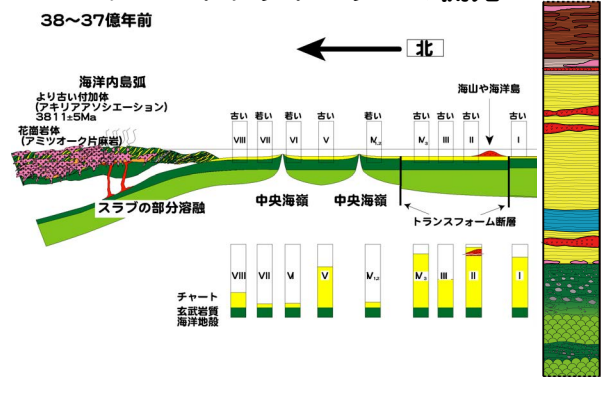 38〜37億年前
北
海洋内島弧
より古い付加体
(アキリアアソシエーション)
3811±5Ma
花崗岩体
(アミツオーク片麻岩)
海山や海洋島
古い 若い 若い 古い 若い 古い 古い 古い 古い
VIII VII VI V IV1,2 IV3 III II I
スラブの部分溶融
中央海嶺 中央海嶺
トランスフォーム断層
VIII VII VI V IV1,2 IV3 III II I
チャート
玄武岩質
海洋地殻